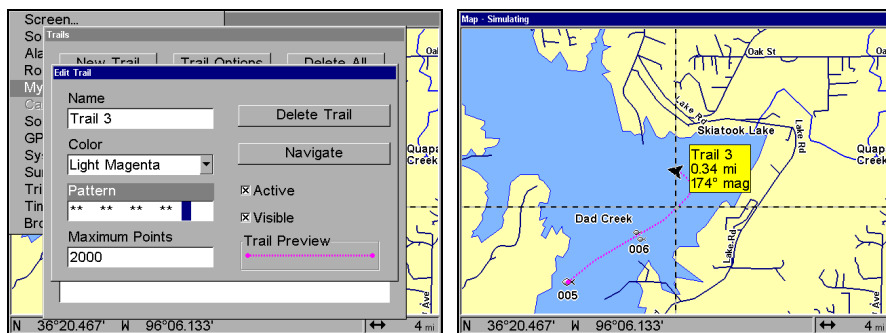 Screen...
So
Trails
Ala
New Trail Trail Options Delete All
Ro
Edit Trail
My
Ca
So
GP
Sys
Su
Tri
Tin
Bro
Name
Trail 3
Delete Trail
Color
Light Magenta
Navigate
Pattern
** ** ** **
Active
Visible
Maximum Points
2000
Trail Preview
Oa
Quapa
Creek
Ave
N 36°20.467' W 96°06.133' ↔ 4 mi
Map - Simulating
Oak St
Oal
Lake Rd
Skiatook Lake
Lake Rd
Quap
Creek
Trail 3
0.34 mi
174° mag
Dad Creek
006
Lake Rd
005
Ave
N 36°20.467' W 96°06.133' ↔ 4 mi